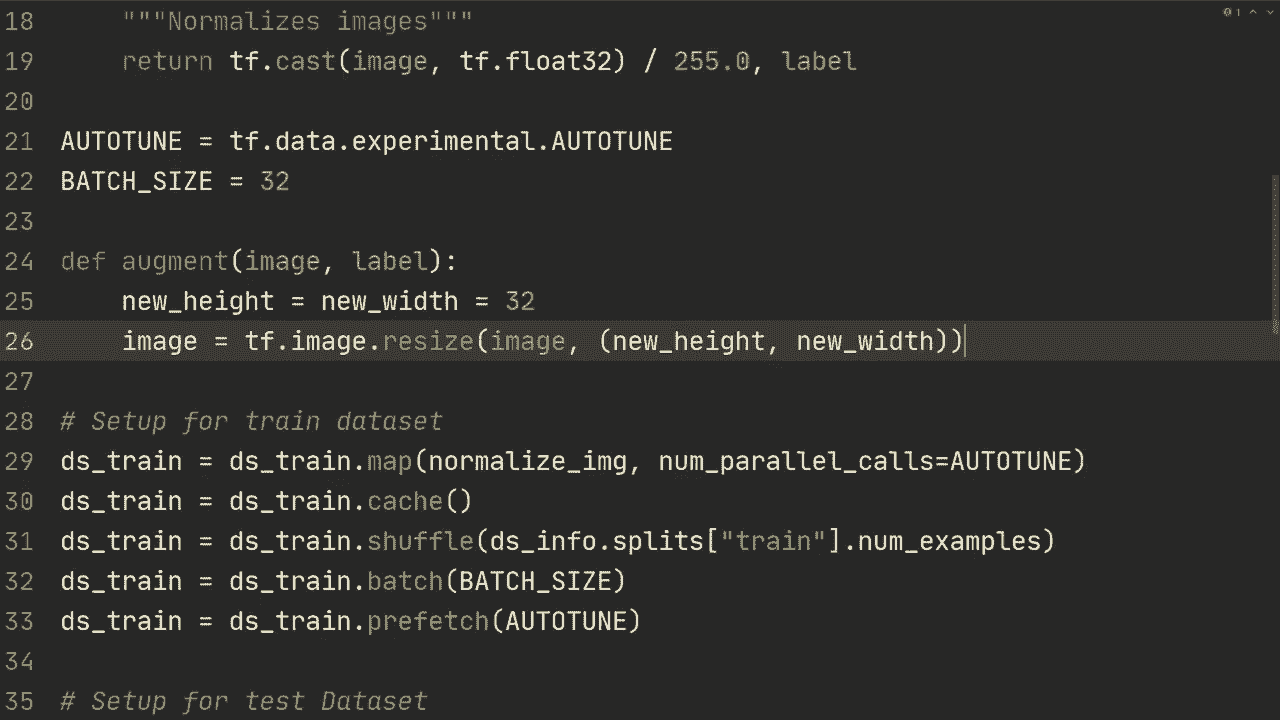 18 """Normalizes images"""
19 return tf.cast(image, tf.float32) / 255.0, label
20
21 AUTOTUNE = tf.data.experimental.AUTOTUNE
22 BATCH_SIZE = 32
23
24 def augment(image, label):
25 new_height = new_width = 32
26 image = tf.image.resize(image, (new_height, new_width))
27
28 # Setup for train dataset
29 ds_train = ds_train.map(normalize_img, num_parallel_calls=AUTOTUNE)
30 ds_train = ds_train.cache()
31 ds_train = ds_train.shuffle(ds_info.splits["train"].num_examples)
32 ds_train = ds_train.batch(BATCH_SIZE)
33 ds_train = ds_train.prefetch(AUTOTUNE)
34
35 # Setup for test Dataset
1